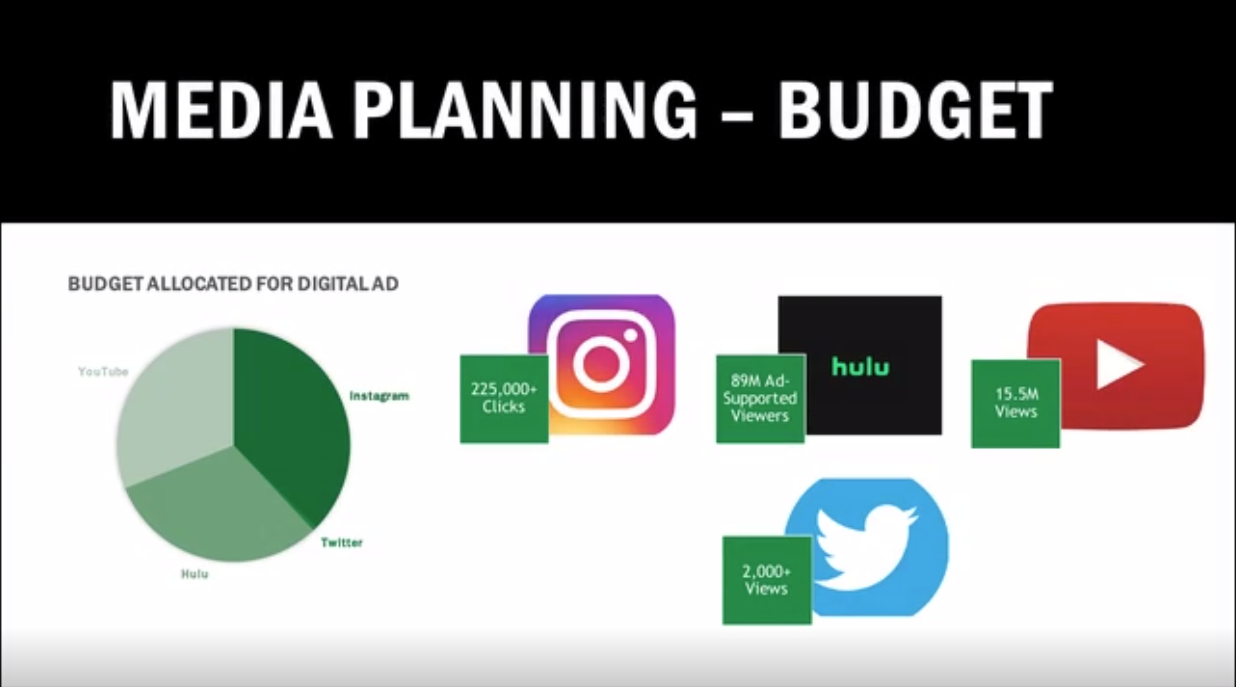 MEDIA PLANNING – BUDGET
BUDGET ALLOCATED FOR DIGITAL AD
YouTube
Instagram
Twitter
Hulu
225,000+
Clicks
89M Ad-
Supported
Viewers
hulu
15.5M
Views
2,000+
Views